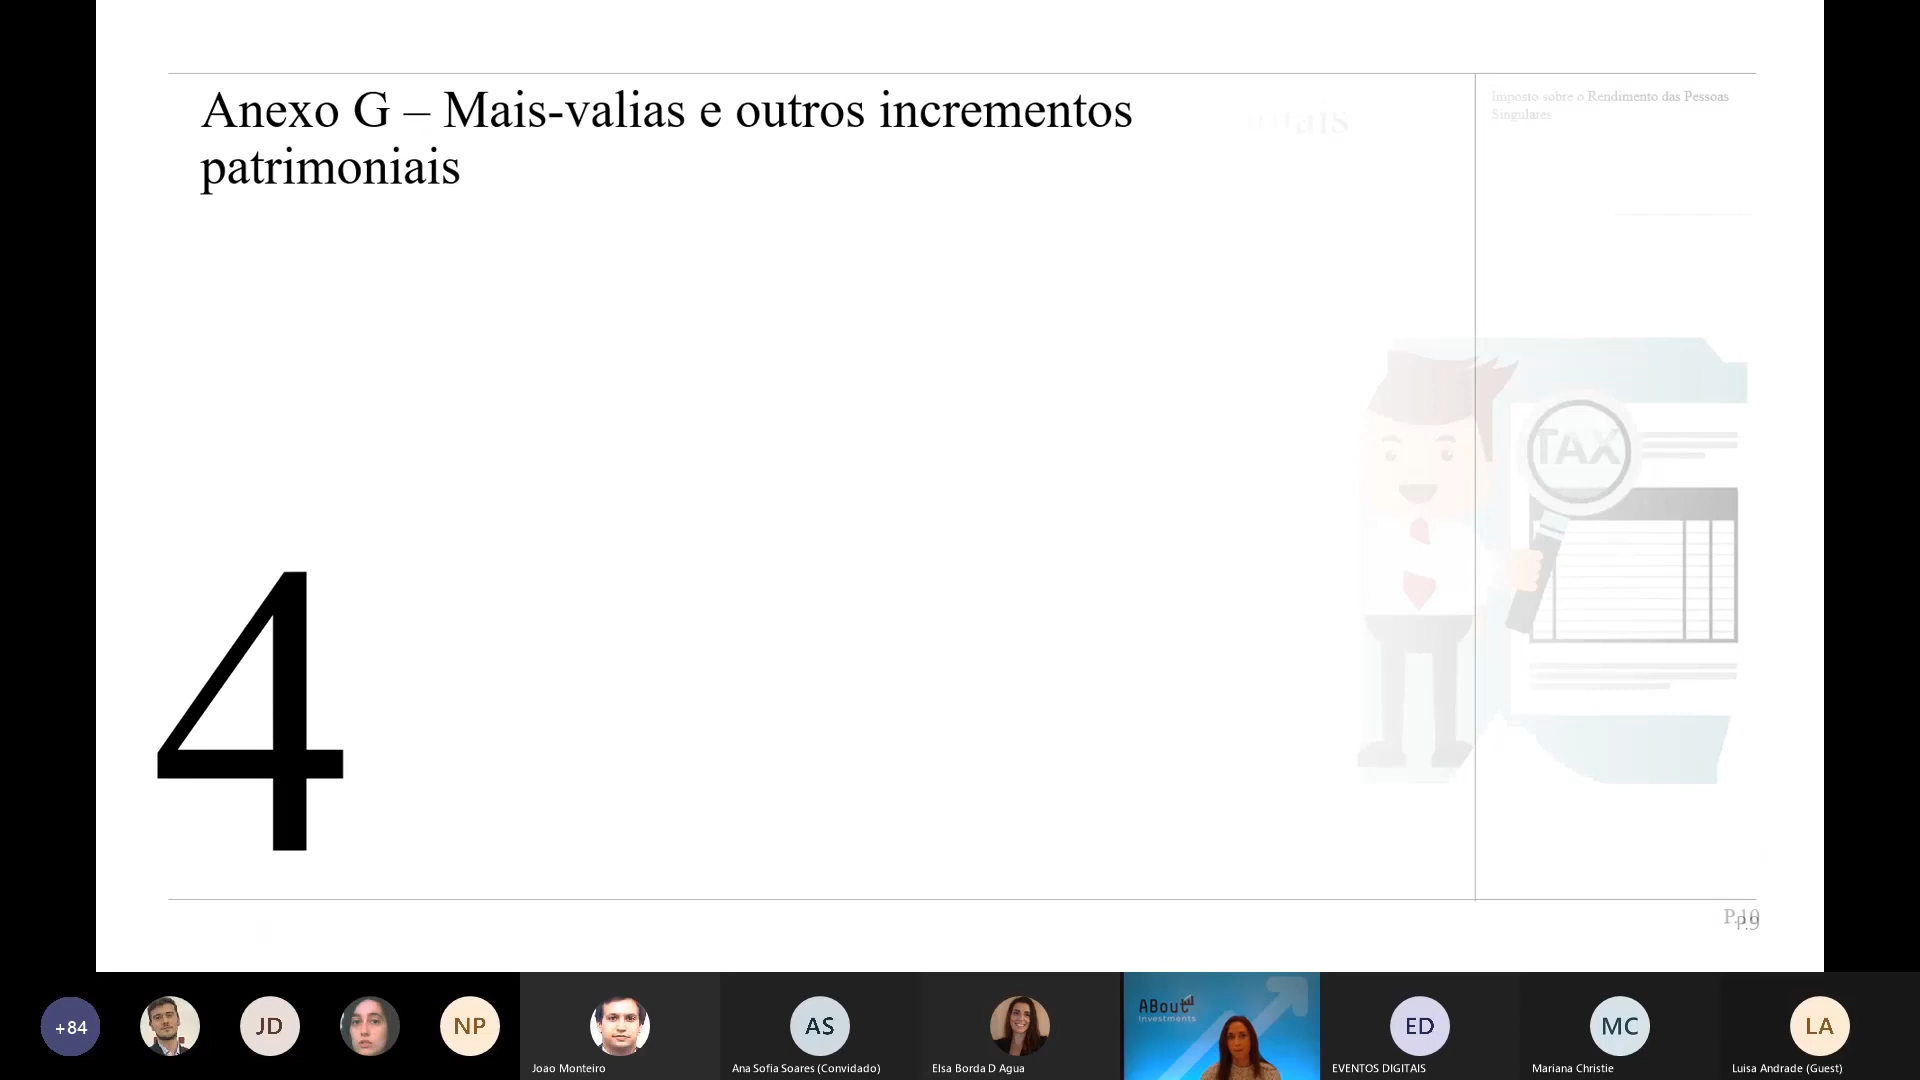 Anexo G – Mais-valias e outros incrementos
patrimoniais
Imposto sobre o Rendimento das Pessoas
Singulares
TAX
4
P.10
P.9
+84
JD
NP
Joao Monteiro
AS
Ana Sofia Soares (Convidado)
Elsa Borda D Agua
ABout
Investments
ED
EVENTOS DIGITAIS
MC
Mariana Christie
LA
Luisa Andrade (Guest)